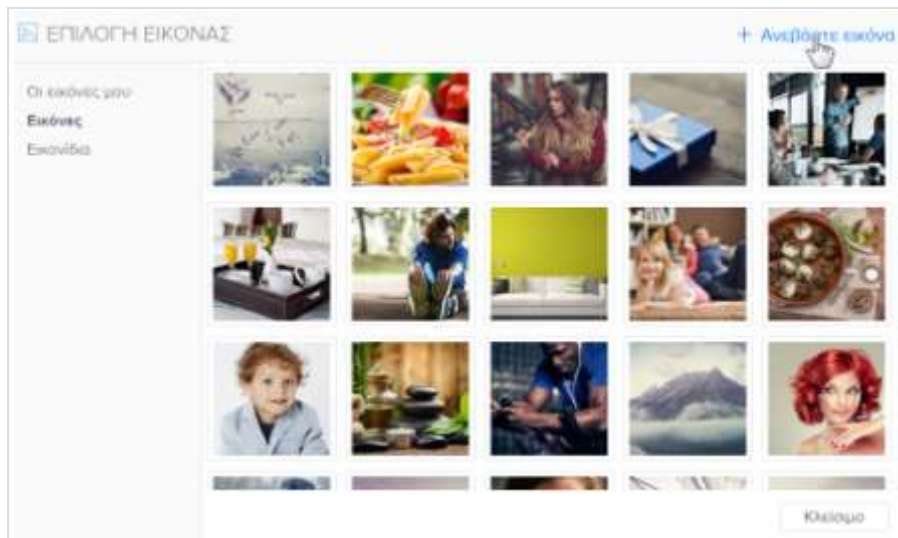 ΕΠΙΛΟΓΗ ΕΙΚΟΝΑΣ
+ Ανεβάστε εικόνα
Οι εικόνες μου
Εικόνες
Εικονίδια
Κλείσιμο